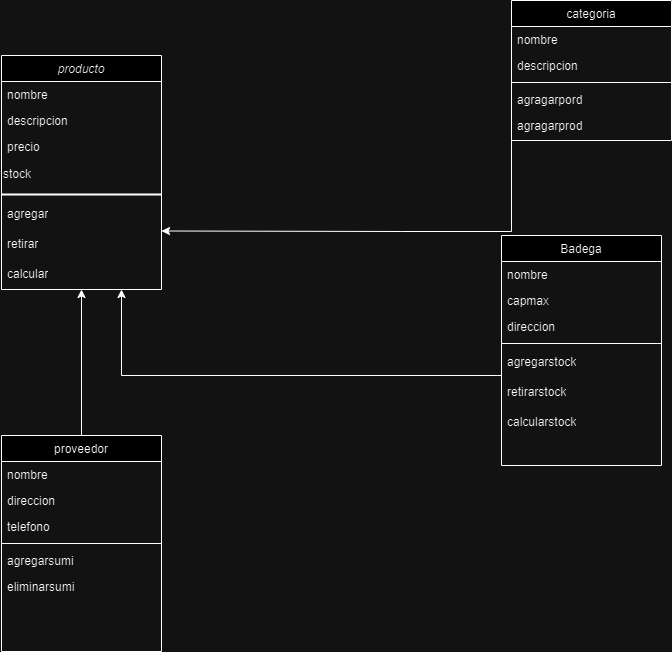 categoria
nombre
descripcion
agragarpord
agragarprod
producto
nombre
descripcion
precio
stock
agregar
retirar
calcular
Badega
nombre
capmax
direccion
agregarstock
retirarstock
calcularstock
proveedor
nombre
direccion
telefono
agregarsumi
eliminarsumi